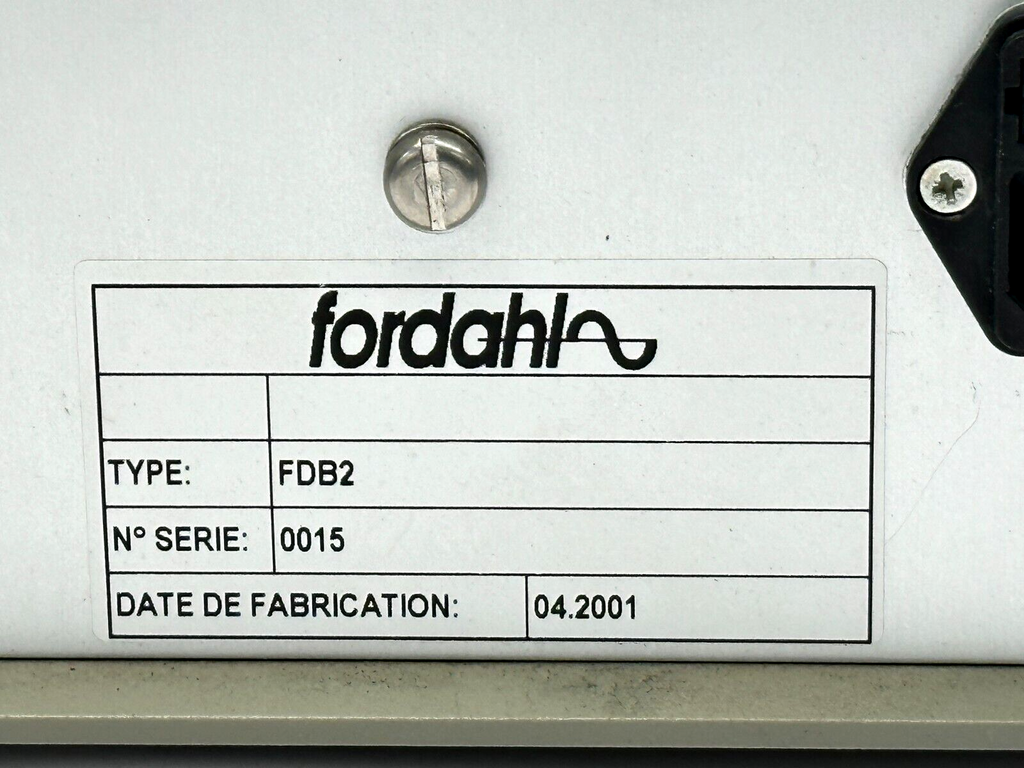 fordahl
TYPE: FDB2
N° SERIE: 0015
DATE DE FABRICATION: 04.2001